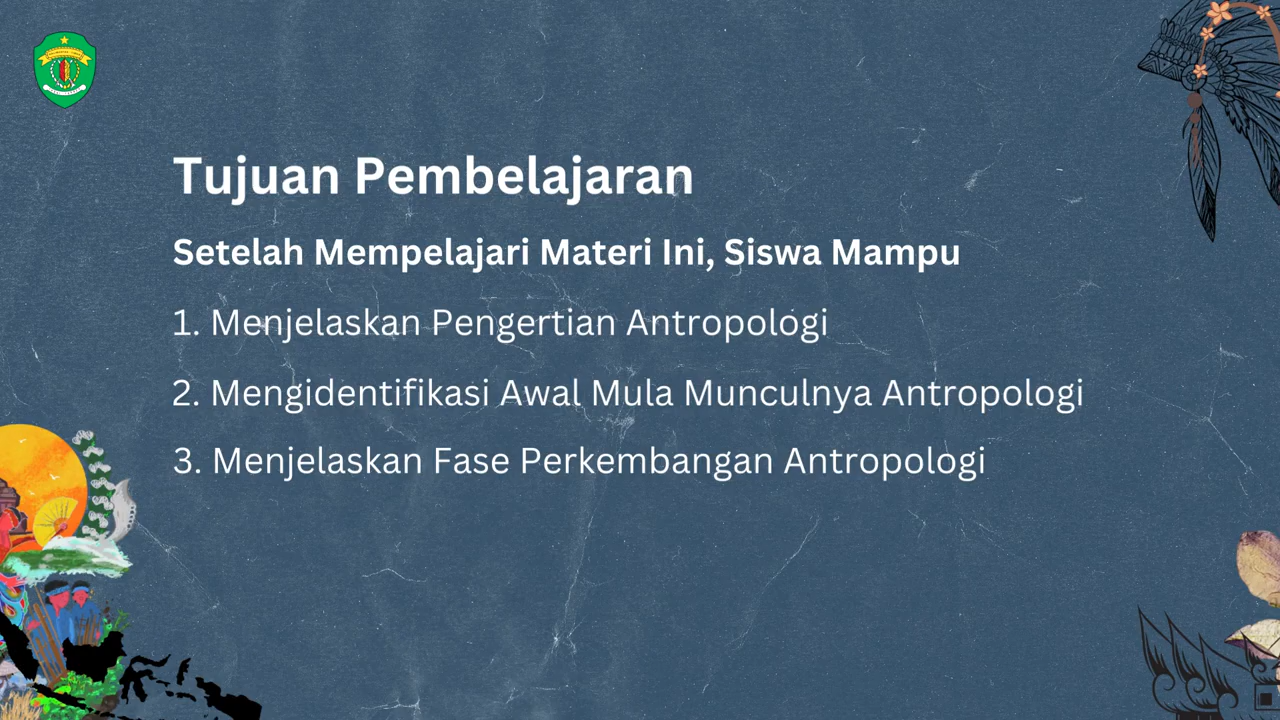 Tujuan Pembelajaran
Setelah Mempelajari Materi Ini, Siswa Mampu
1. Menjelaskan Pengertian Antropologi
2. Mengidentifikasi Awal Mula Munculnya Antropologi
3. Menjelaskan Fase Perkembangan Antropologi